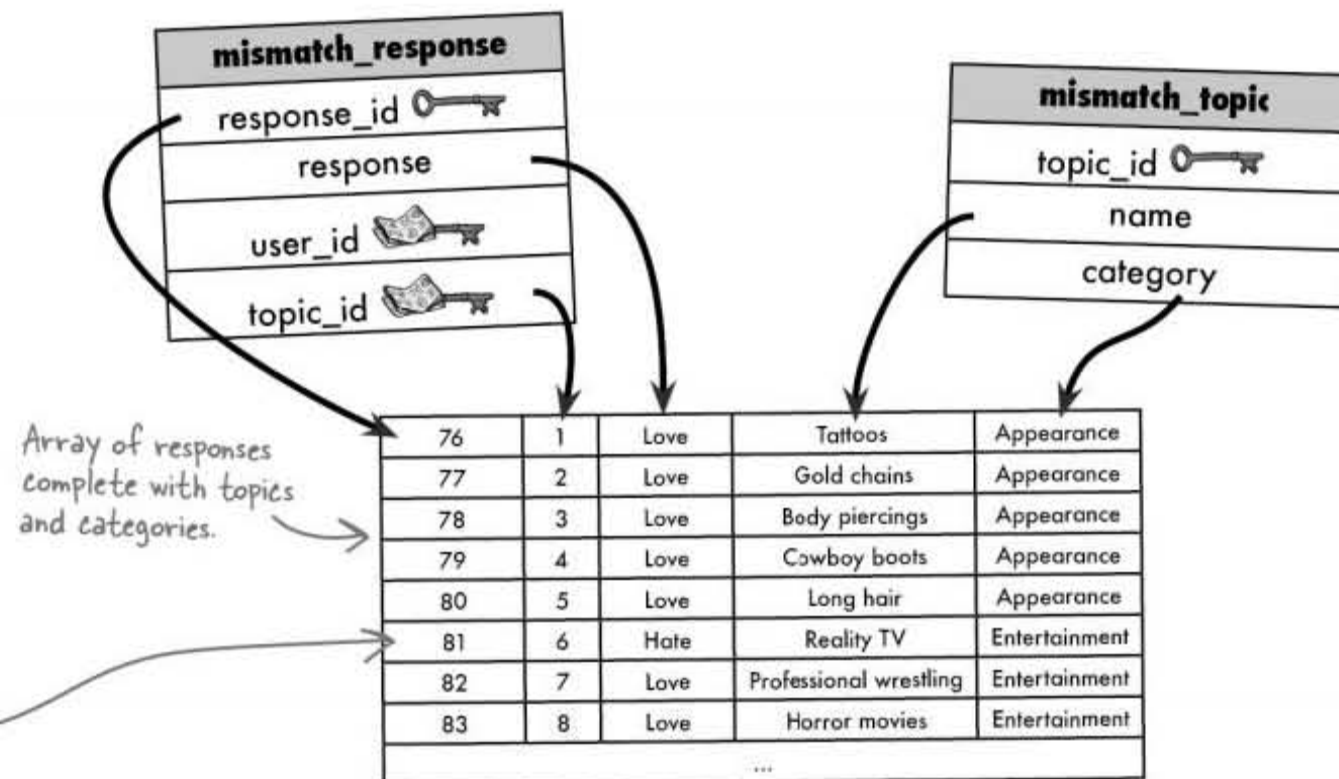 mismatch_response
response_id
response
user_id
topic_id
mismatch_topic
topic_id
name
category
Array of responses
complete with topics
and categories.
76 1 Love Tattoos Appearance
77 2 Love Gold chains Appearance
78 3 Love Body piercings Appearance
79 4 Love Cowboy boots Appearance
80 5 Love Long hair Appearance
81 6 Hate Reality TV Entertainment
82 7 Love Professional wrestling Entertainment
83 8 Love Horror movies Entertainment
...